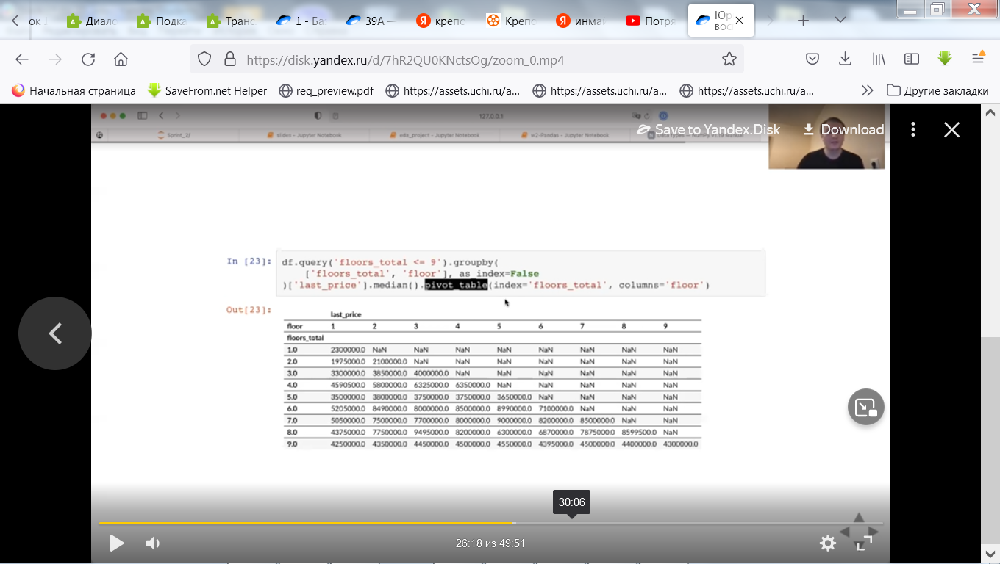 ок 1 Диало Подка Транс 1 - Ба 39А — крепо Крепо инма Потря Юр
вос
https://disk.yandex.ru/d/7hR2QU0KNctsOg/zoom_0.mp4
Начальная страница SaveFrom.net Helper req_preview.pdf https://assets.uchi.ru/a... https://assets.uchi.ru/a... https://assets.uchi.ru/a... Другие закладки
127.0.0.1
Save to Yandex.Disk Download
Sprint_2/ slides - Jupyter Notebook eda_project - Jupyter Notebook w2-Pandas - Jupyter Notebook
In [23]: df.query('floors_total <= 9').groupby(
['floors_total', 'floor'], as_index=False
)['last_price'].median().pivot_table(index='floors_total', columns='floor')
Out[23]:
last_price
floor 1 2 3 4 5 6 7 8 9
floors_total
1.0 2300000.0 NaN NaN NaN NaN NaN NaN NaN NaN
2.0 1975000.0 2100000.0 NaN NaN NaN NaN NaN NaN NaN
3.0 3300000.0 3850000.0 4000000.0 NaN NaN NaN NaN NaN NaN
4.0 4590500.0 5800000.0 6325000.0 6350000.0 NaN NaN NaN NaN NaN
5.0 3500000.0 3800000.0 3750000.0 3750000.0 3650000.0 NaN NaN NaN NaN
6.0 5205000.0 8490000.0 8000000.0 8500000.0 8990000.0 7100000.0 NaN NaN NaN
7.0 5050000.0 7500000.0 7700000.0 8000000.0 9000000.0 8200000.0 8500000.0 NaN NaN
8.0 4375000.0 7750000.0 9495000.0 8200000.0 6300000.0 6870000.0 7875000.0 8599500.0 NaN
9.0 4250000.0 4350000.0 4450000.0 4500000.0 4550000.0 4395000.0 4500000.0 4400000.0 4300000.0
30:06
26:18 из 49:51